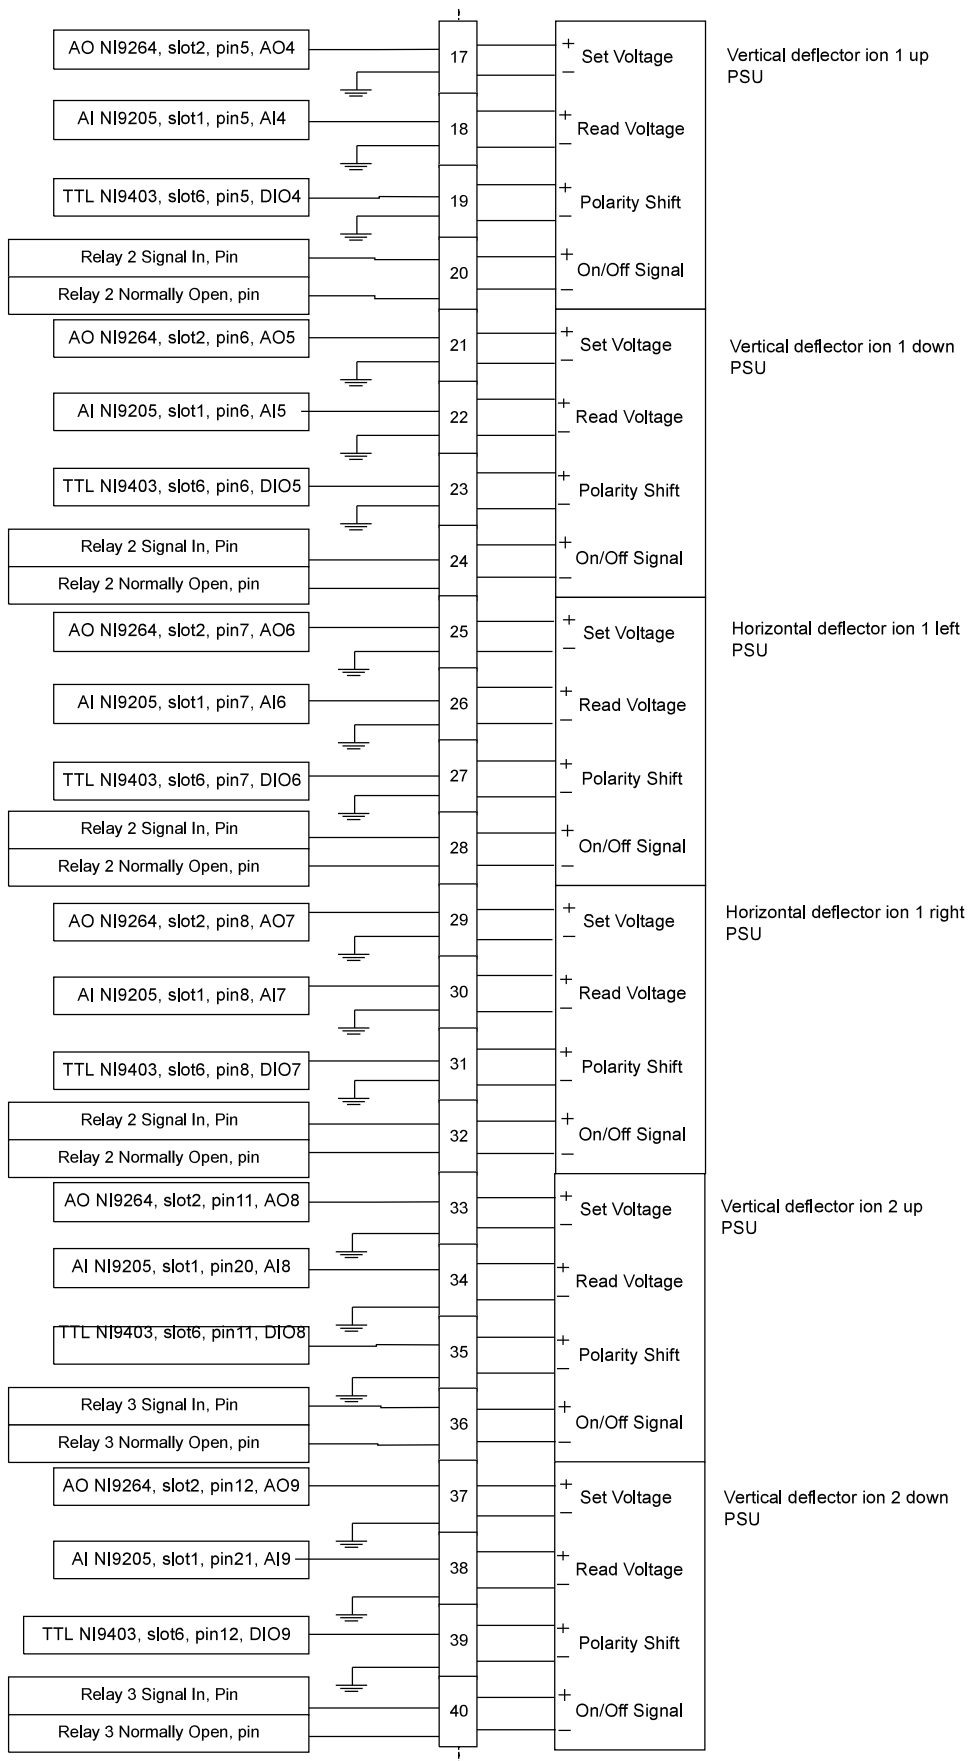 AO NI9264, slot2, pin5, AO4
17
+
Set Voltage
−
Vertical deflector ion 1 up
PSU
AI NI9205, slot1, pin5, AI4
18
+
Read Voltage
−
TTL NI9403, slot6, pin5, DIO4
19
+
Polarity Shift
−
Relay 2 Signal In, Pin
Relay 2 Normally Open, pin
20
+
On/Off Signal
−
AO NI9264, slot2, pin6, AO5
21
+
Set Voltage
−
Vertical deflector ion 1 down
PSU
AI NI9205, slot1, pin6, AI5
22
+
Read Voltage
−
TTL NI9403, slot6, pin6, DIO5
23
+
Polarity Shift
−
Relay 2 Signal In, Pin
Relay 2 Normally Open, pin
24
+
On/Off Signal
−
AO NI9264, slot2, pin7, AO6
25
+
Set Voltage
−
Horizontal deflector ion 1 left
PSU
AI NI9205, slot1, pin7, AI6
26
+
Read Voltage
−
TTL NI9403, slot6, pin7, DIO6
27
+
Polarity Shift
−
Relay 2 Signal In, Pin
Relay 2 Normally Open, pin
28
+
On/Off Signal
−
AO NI9264, slot2, pin8, AO7
29
+
Set Voltage
−
Horizontal deflector ion 1 right
PSU
AI NI9205, slot1, pin8, AI7
30
+
Read Voltage
−
TTL NI9403, slot6, pin8, DIO7
31
+
Polarity Shift
−
Relay 2 Signal In, Pin
Relay 2 Normally Open, pin
32
+
On/Off Signal
−
AO NI9264, slot2, pin11, AO8
33
+
Set Voltage
−
Vertical deflector ion 2 up
PSU
AI NI9205, slot1, pin20, AI8
34
+
Read Voltage
−
TTL NI9403, slot6, pin11, DIO8
35
+
Polarity Shift
−
Relay 3 Signal In, Pin
Relay 3 Normally Open, pin
36
+
On/Off Signal
−
AO NI9264, slot2, pin12, AO9
37
+
Set Voltage
−
Vertical deflector ion 2 down
PSU
AI NI9205, slot1, pin21, AI9
38
+
Read Voltage
−
TTL NI9403, slot6, pin12, DIO9
39
+
Polarity Shift
−
Relay 3 Signal In, Pin
Relay 3 Normally Open, pin
40
+
On/Off Signal
−